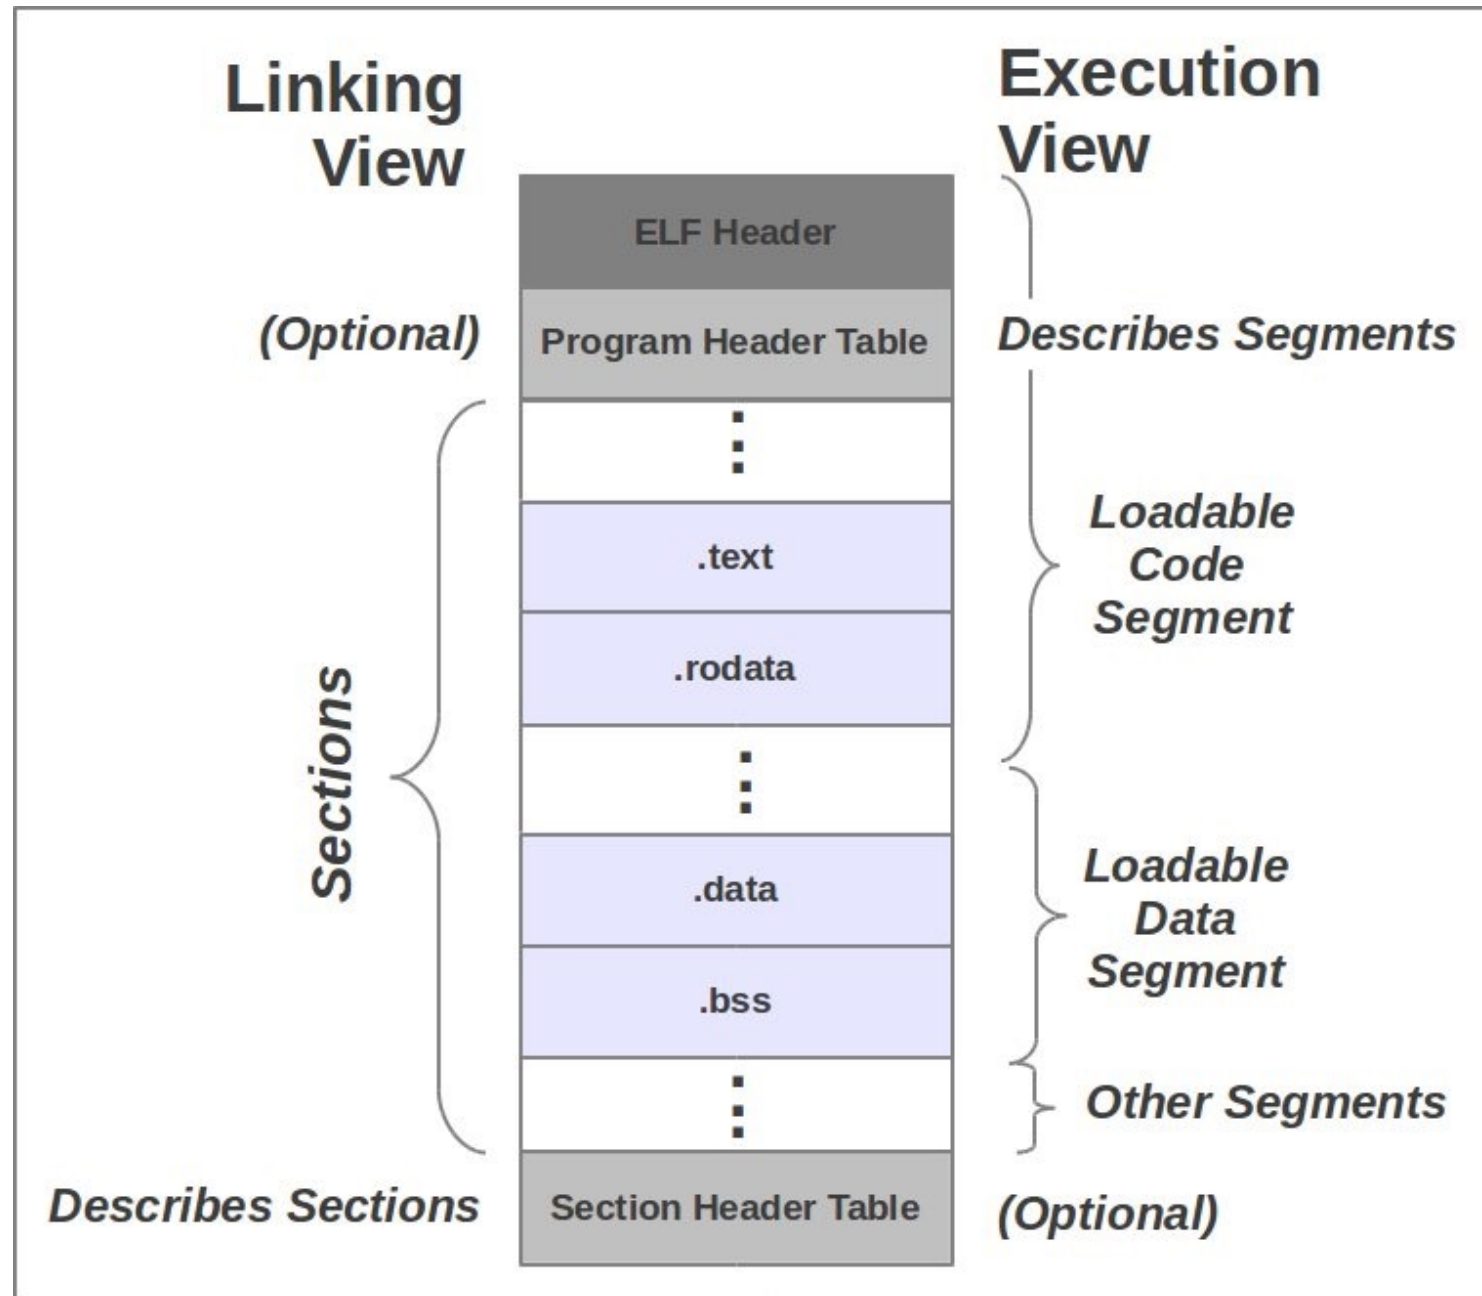 Linking
View
Execution
View
ELF Header
(Optional)
Program Header Table
Describes Segments
.text
Loadable
Code
Segment
.rodata
Sections
.data
Loadable
Data
Segment
.bss
Other Segments
Describes Sections
Section Header Table
(Optional)